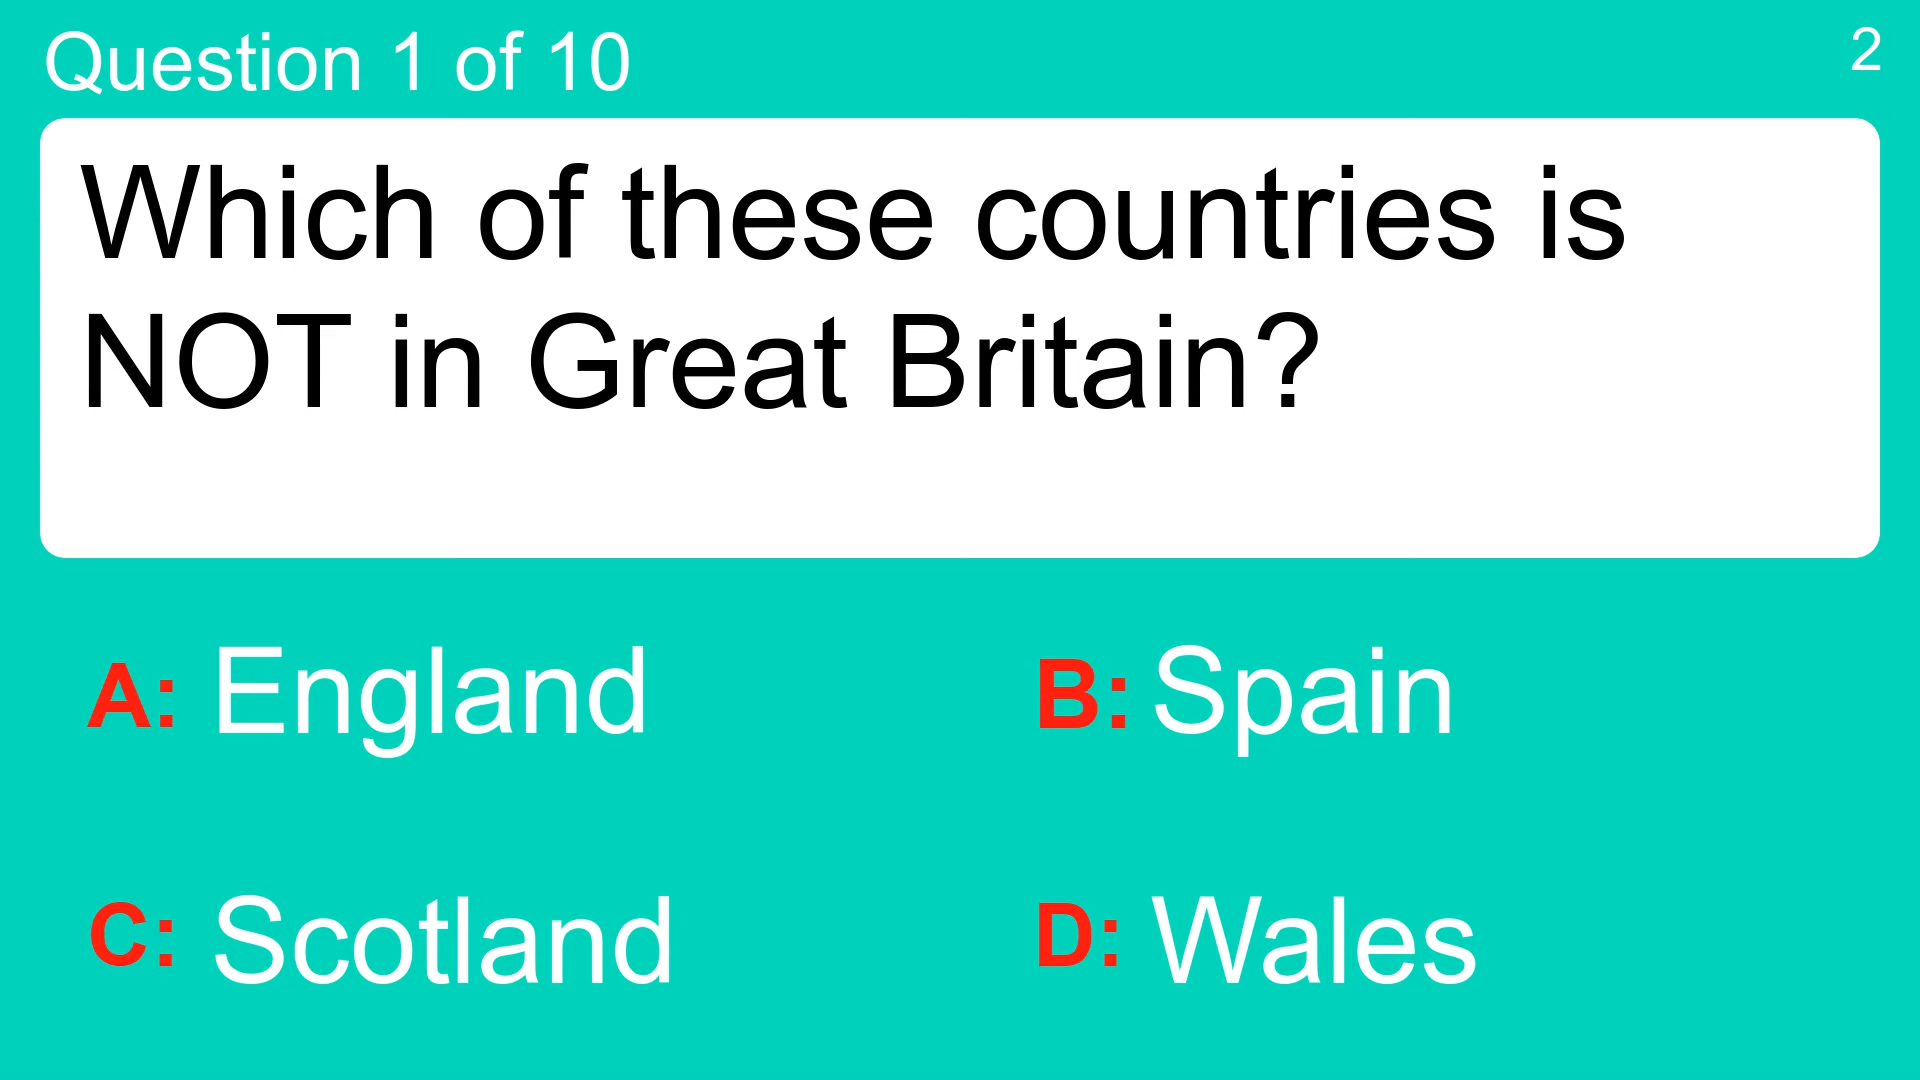 Question 1 of 10
2
Which of these countries is
NOT in Great Britain?
A: England
B: Spain
C: Scotland
D: Wales